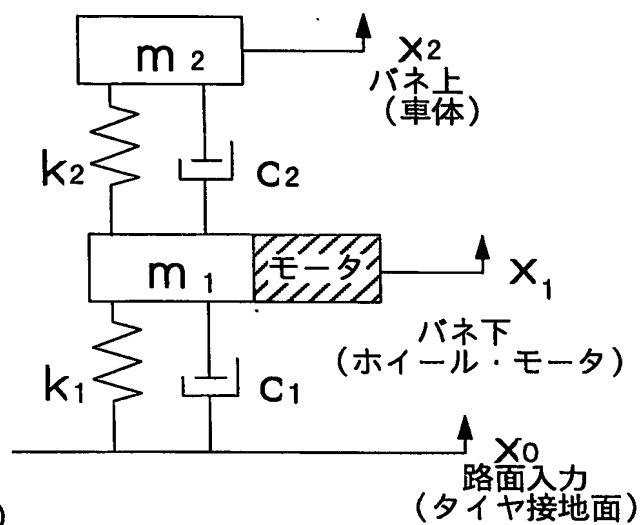 m2
x2
バネ上
(車体)
k2
c2
m1
モータ
x1
バネ下
(ホイール・モータ)
k1
c1
x0
路面入力
(タイヤ接地面)
)